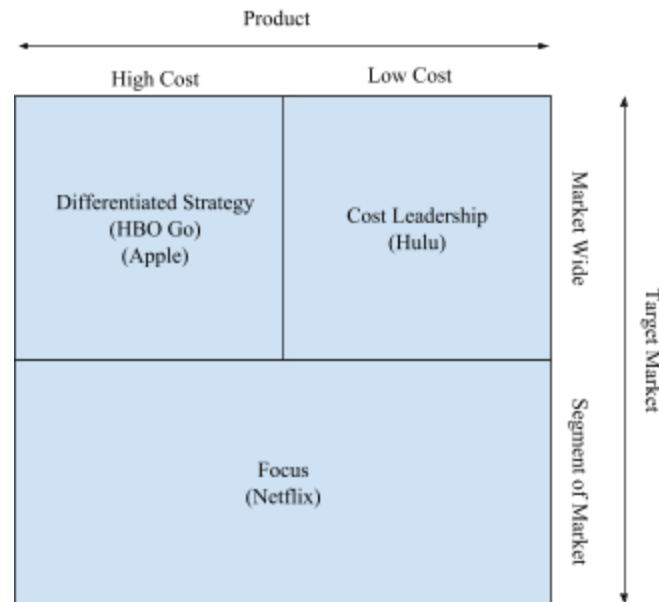 Product
High Cost
Low Cost
Differentiated Strategy
(HBO Go)
(Apple)
Cost Leadership
(Hulu)
Market Wide
Target Market
Focus
(Netflix)
Segment of Market